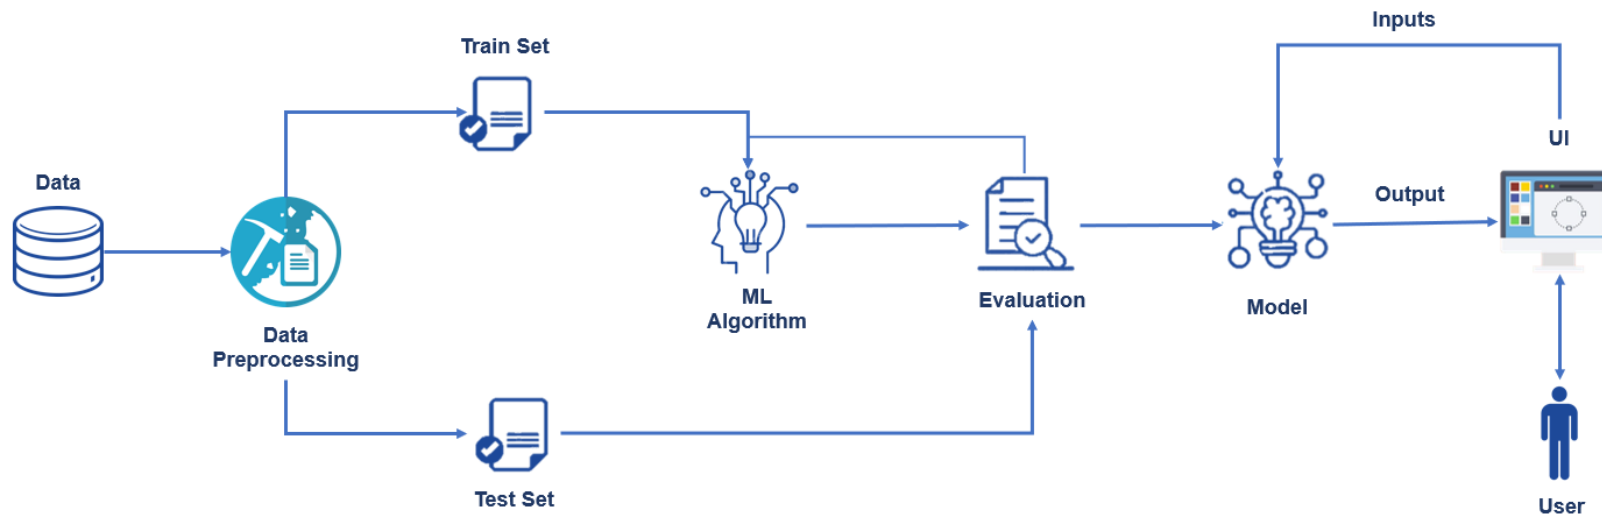 Inputs
Train Set
UI
Data
Output
ML
Algorithm
Evaluation
Model
Data
Preprocessing
Test Set
User